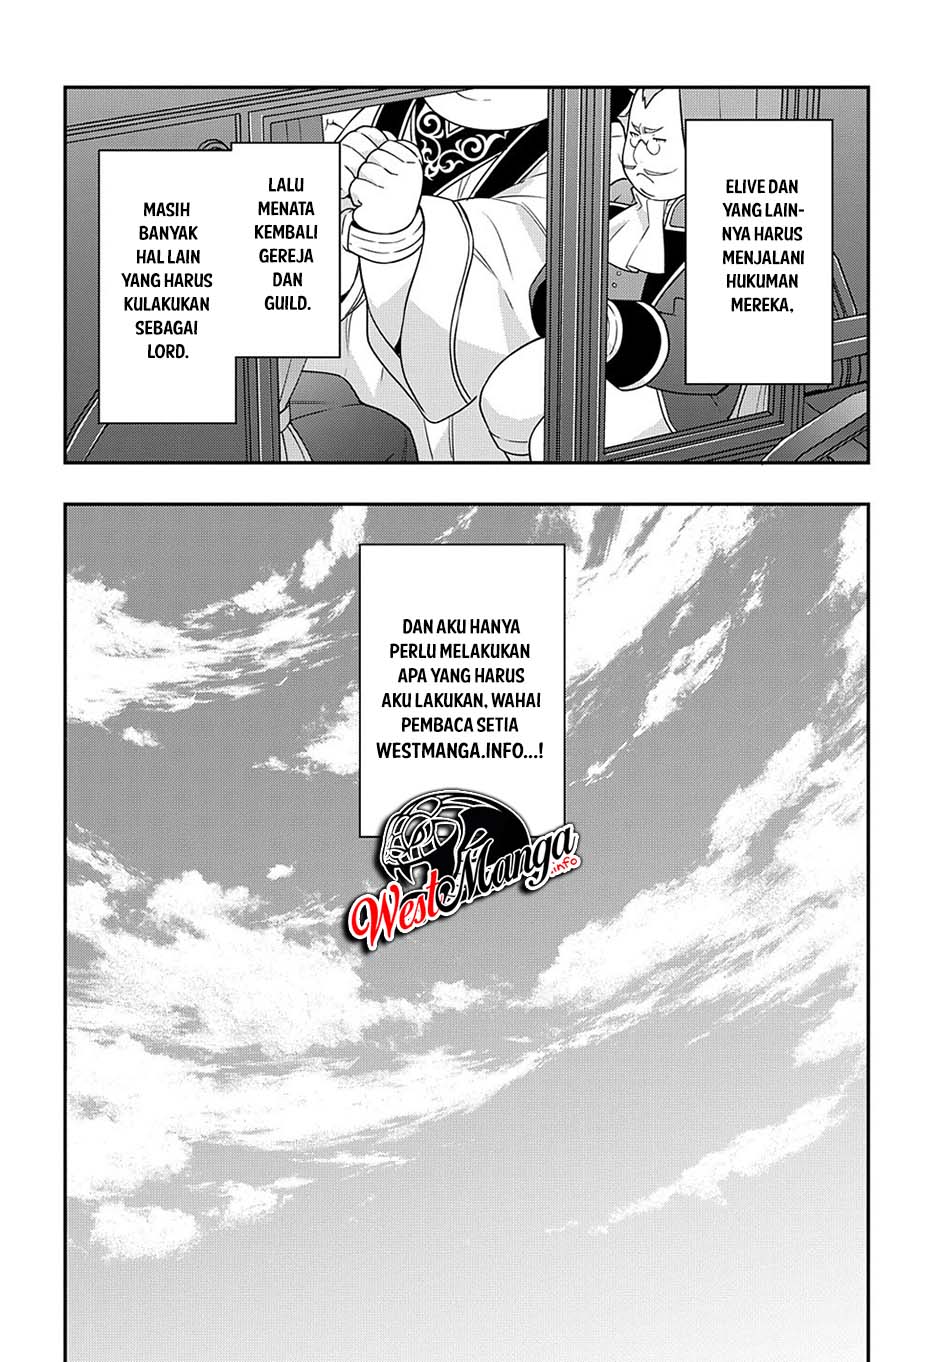 ELIVE DAN
YANG LAIN-
NYA HARUS
MENJALANI
HUKUMAN
MEREKA,
LALU
MENATA
KEMBALI
GEREJA
DAN
GUILD.
MASIH
BANYAK
HAL LAIN
YANG HARUS
KULAKUKAN
SEBAGAI
LORD.
DAN AKU HANYA
PERLU MELAKUKAN
APA YANG HARUS
AKU LAKUKAN, WAHAI
PEMBACA SETIA
WESTMANGA.INFO...!
WestManga
.info